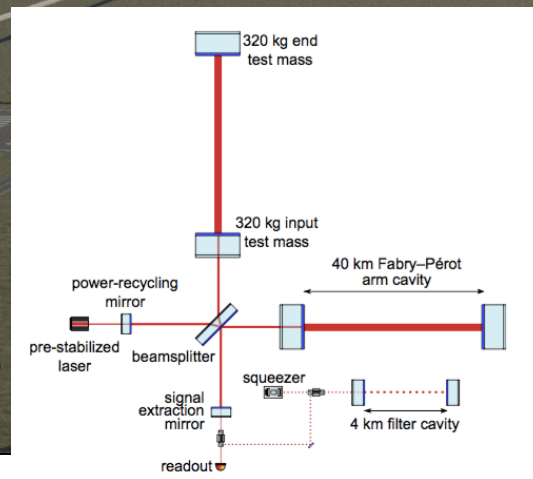 320 kg end
test mass
320 kg input
test mass
40 km Fabry–Pérot
arm cavity
power-recycling
mirror
pre-stabilized
laser
beamsplitter
squeezer
signal
extraction
mirror
4 km filter cavity
readout